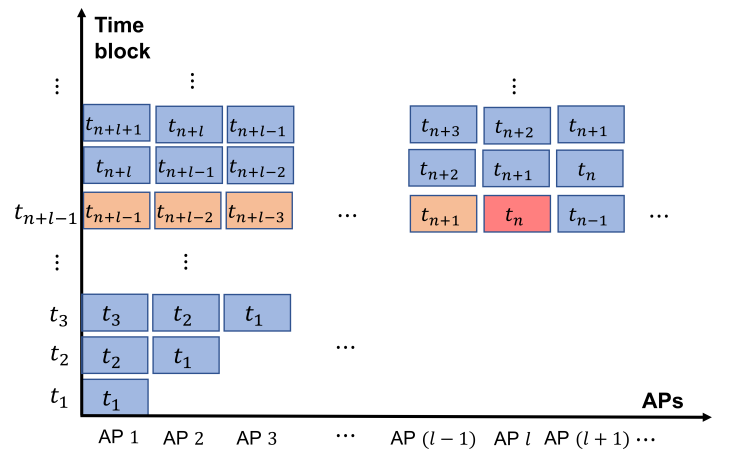 Time
block
⋮ ⋮ ⋮
t_{n+l+1} t_{n+l} t_{n+l-1} t_{n+3} t_{n+2} t_{n+1}
t_{n+l} t_{n+l-1} t_{n+l-2} t_{n+2} t_{n+1} t_n
t_{n+l-1} t_{n+l-1} t_{n+l-2} t_{n+l-3} ... t_{n+1} t_n t_{n-1} ...
⋮ ⋮
t_3 t_3 t_2 t_1
t_2 t_2 t_1 ...
t_1 t_1
APs
AP 1 AP 2 AP 3 ... AP (l − 1) AP l AP (l + 1) ...